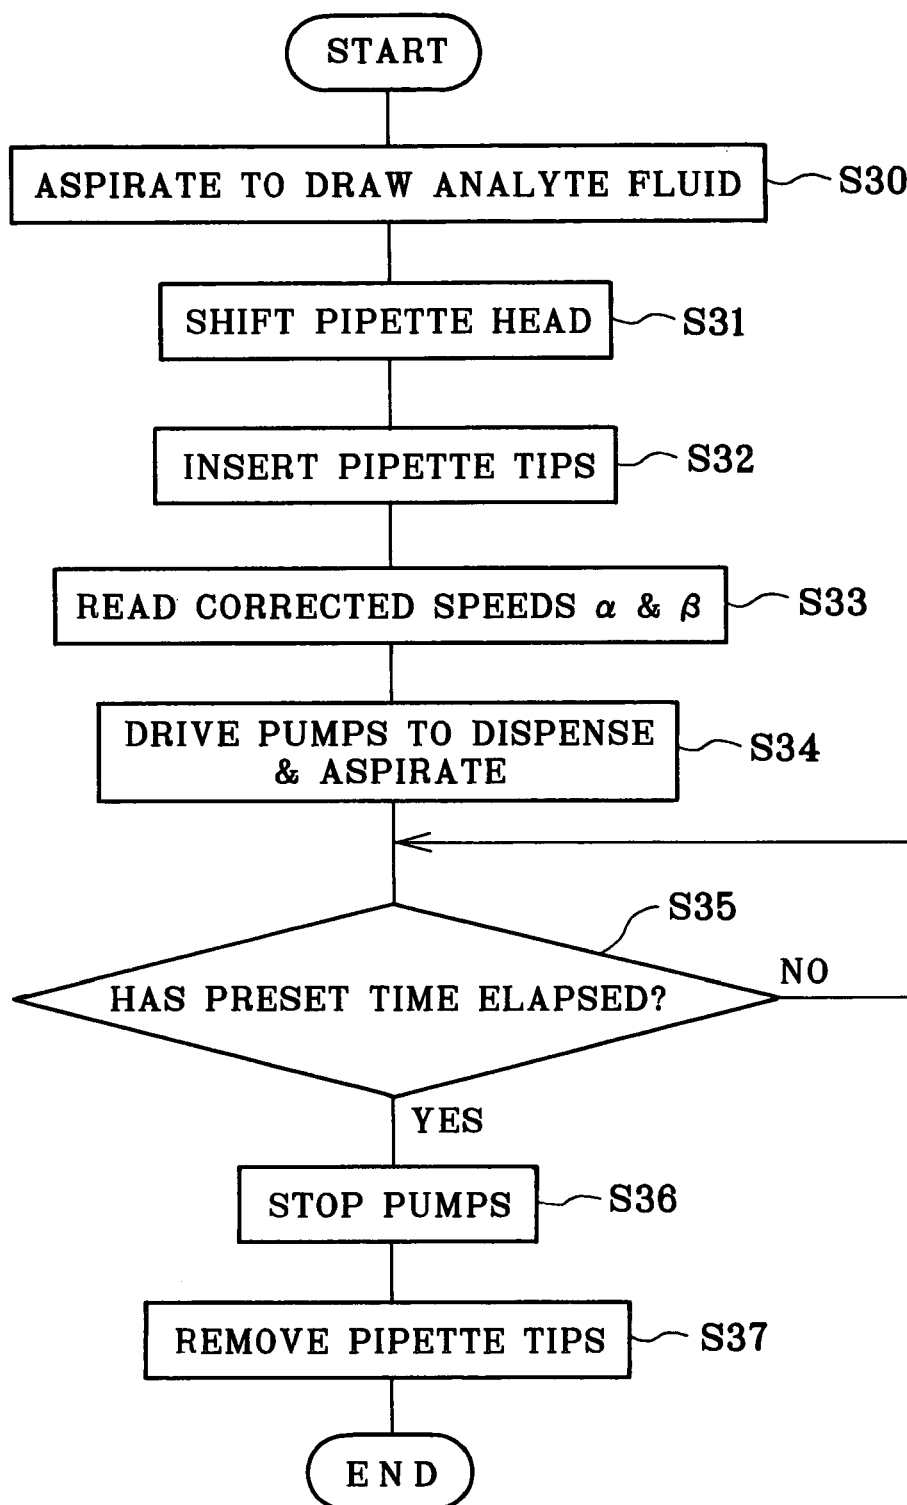 START
ASPIRATE TO DRAW ANALYTE FLUID
S30
SHIFT PIPETTE HEAD
S31
INSERT PIPETTE TIPS
S32
READ CORRECTED SPEEDS α & β
S33
DRIVE PUMPS TO DISPENSE
& ASPIRATE
S34
S35
HAS PRESET TIME ELAPSED?
NO
YES
STOP PUMPS
S36
REMOVE PIPETTE TIPS
S37
END